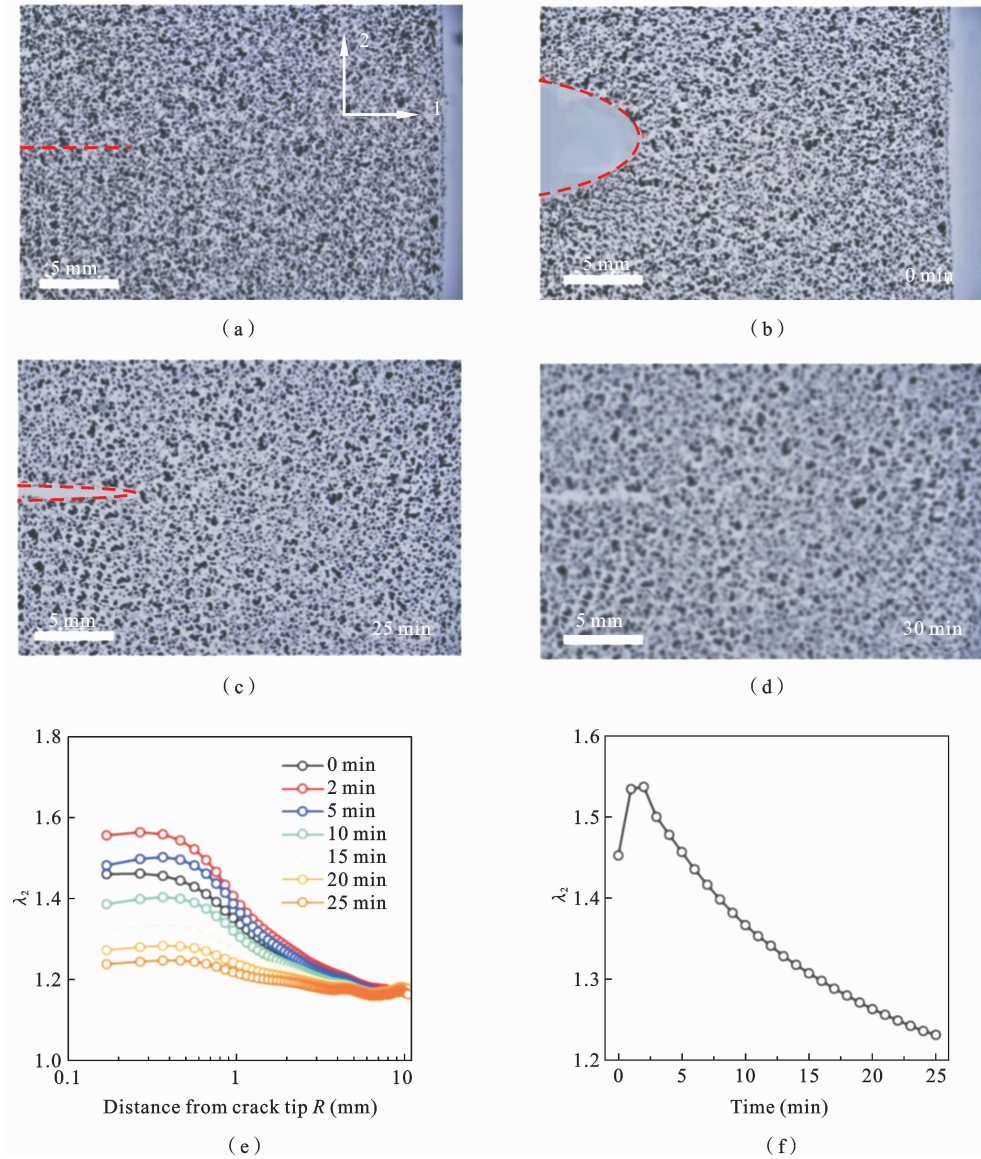 2
1
5 mm
(a)
5 mm
0 min
(b)
5 mm
25 min
(c)
5 mm
30 min
(d)
1.8
1.6
1.4
1.2
1.0
λ₂
0 min
2 min
5 min
10 min
15 min
20 min
25 min
0.1
1
10
Distance from crack tip R (mm)
(e)
1.6
1.5
1.4
1.3
1.2
λ₂
0
5
10
15
20
25
Time (min)
(f)